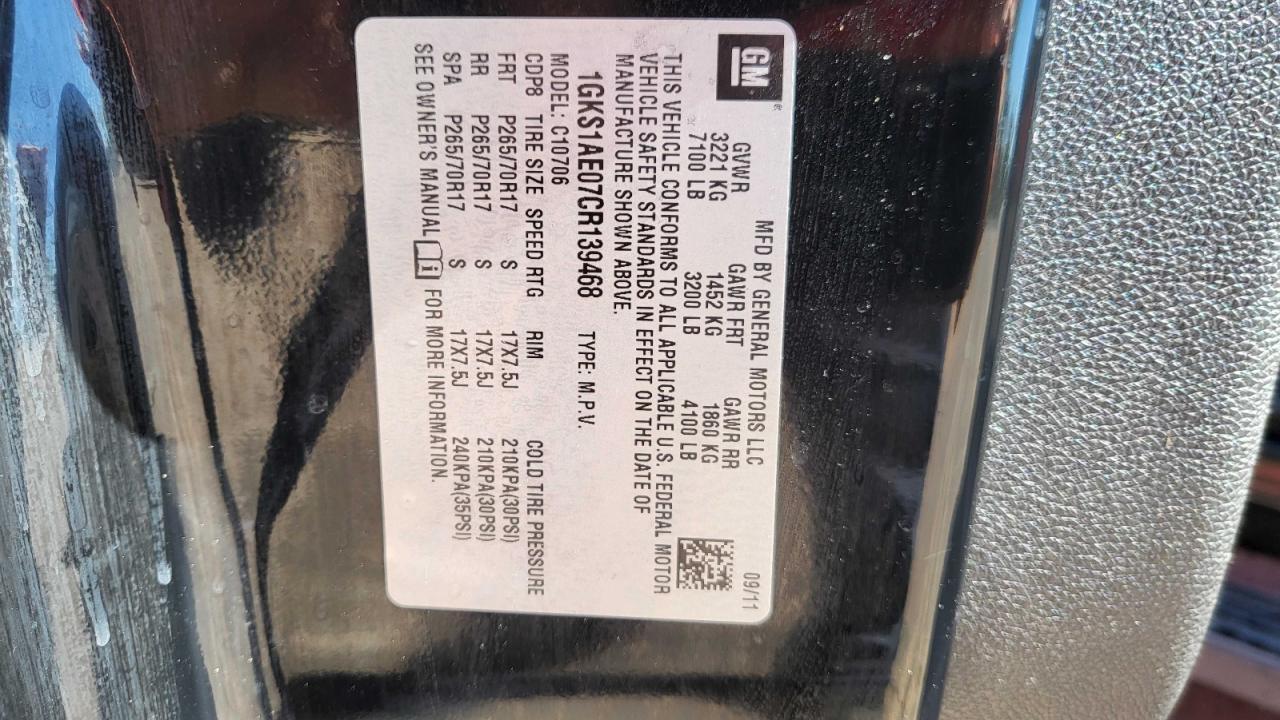 GM ®
MFD BY GENERAL MOTORS LLC 09/11
GVWR GAWR FRT GAWR RR
3221 KG 1452 KG 1860 KG
7100 LB 3200 LB 4100 LB
THIS VEHICLE CONFORMS TO ALL APPLICABLE U.S. FEDERAL MOTOR
VEHICLE SAFETY STANDARDS IN EFFECT ON THE DATE OF
MANUFACTURE SHOWN ABOVE.
1GKS1AE07CR139468 TYPE: M.P.V.
MODEL: C10706
CDP8 TIRE SIZE SPEED RTG RIM COLD TIRE PRESSURE
FRT P265/70R17 S 17X7.5J 210KPA(30PSI)
RR P265/70R17 S 17X7.5J 210KPA(30PSI)
SPA P265/70R17 S 17X7.5J 240KPA(35PSI)
SEE OWNER'S MANUAL i FOR MORE INFORMATION.